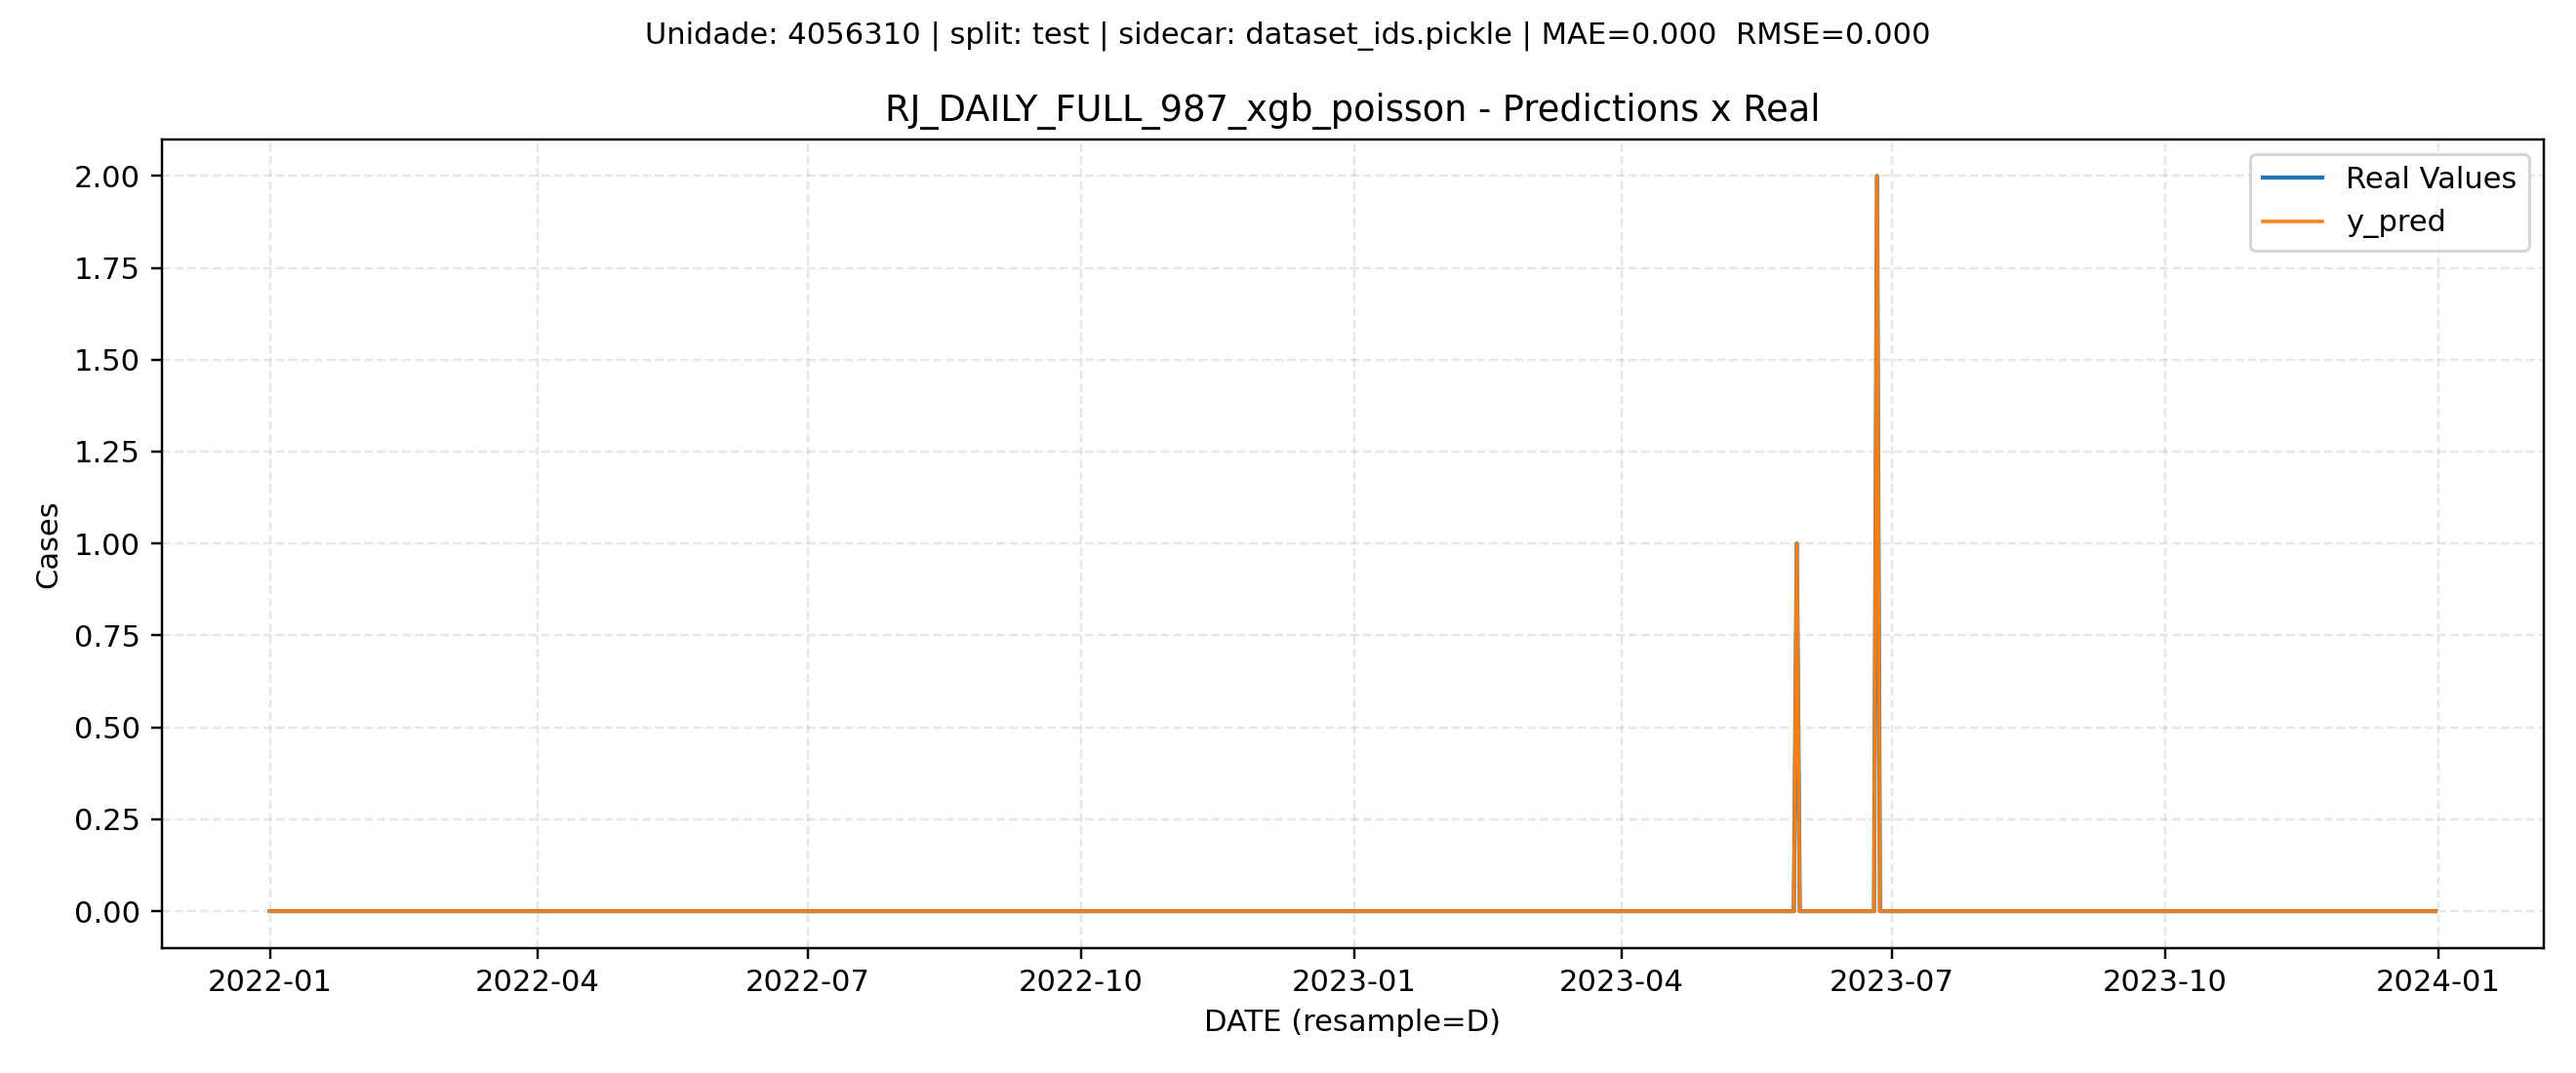 Unidade: 4056310 | split: test | sidecar: dataset_ids.pickle | MAE=0.000  RMSE=0.000
RJ_DAILY_FULL_987_xgb_poisson - Predictions x Real
Real Values
y_pred
2.00
1.75
1.50
1.25
1.00
0.75
0.50
0.25
0.00
Cases
2022-01 2022-04 2022-07 2022-10 2023-01 2023-04 2023-07 2023-10 2024-01
DATE (resample=D)